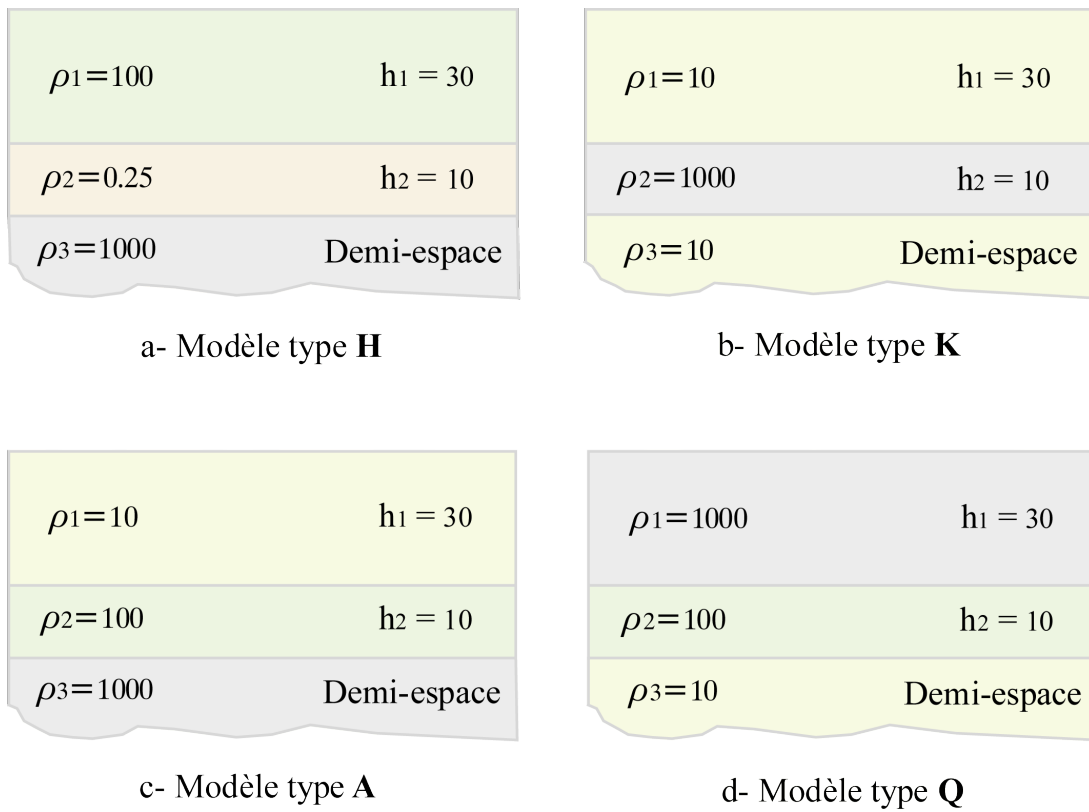 ρ1=100 h1 = 30
ρ2=0.25 h2 = 10
ρ3=1000 Demi-espace
a- Modèle type H
ρ1=10 h1 = 30
ρ2=1000 h2 = 10
ρ3=10 Demi-espace
b- Modèle type K
ρ1=10 h1 = 30
ρ2=100 h2 = 10
ρ3=1000 Demi-espace
c- Modèle type A
ρ1=1000 h1 = 30
ρ2=100 h2 = 10
ρ3=10 Demi-espace
d- Modèle type Q